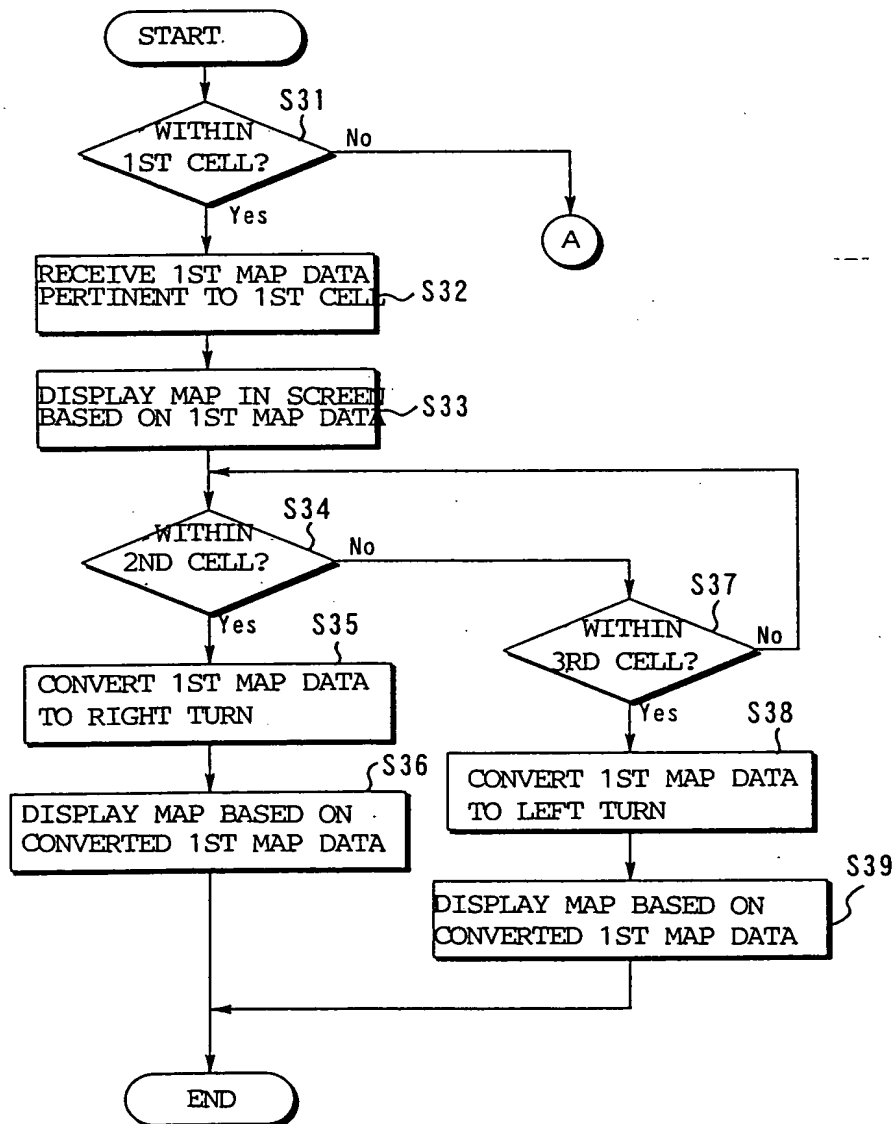 START.
S31
WITHIN
1ST CELL?
No
Yes
A
RECEIVE 1ST MAP DATA
PERTINENT TO 1ST CELL
S32
DISPLAY MAP IN SCREEN
BASED ON 1ST MAP DATA
S33
S34
WITHIN
2ND CELL?
No
Yes
S37
WITHIN
3RD CELL?
No
Yes
S35
CONVERT 1ST MAP DATA
TO RIGHT TURN
S38
CONVERT 1ST MAP DATA
TO LEFT TURN
S36
DISPLAY MAP BASED ON
CONVERTED 1ST MAP DATA
S39
DISPLAY MAP BASED ON
CONVERTED 1ST MAP DATA
END